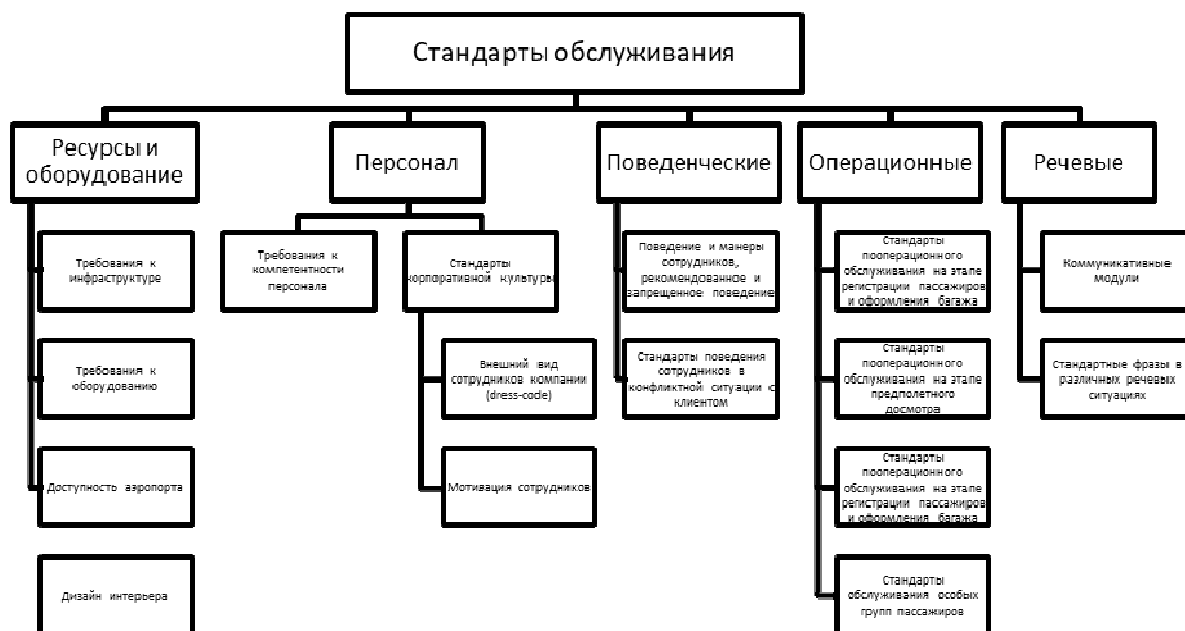 Стандарты обслуживания
Ресурсы и
оборудование
Требования к
инфраструктуре
Требования к
оборудованию
Доступность аэропорта
Дизайн интерьера
Персонал
Требования к
компетентности
персонала
Стандарты
корпоративной культуры
Внешний вид
сотрудников компании
(dress-code)
Мотивация сотрудников
Поведенческие
Поведение и манеры
сотрудников,
рекомендованное и
запрещенное поведение
Стандарты поведения
сотрудников в
конфликтной ситуации с
клиентом
Операционные
Стандарты
пооперационного
обслуживания на этапе
регистрации пассажиров
и оформления багажа
Стандарты
пооперационного
обслуживания на этапе
предполетного
досмотра
Стандарты
пооперационного
обслуживания на этапе
регистрации пассажиров
и оформления багажа
Стандарты
обслуживания особых
групп пассажиров
Речевые
Коммуникативные
модули
Стандартные фразы в
различных речевых
ситуациях